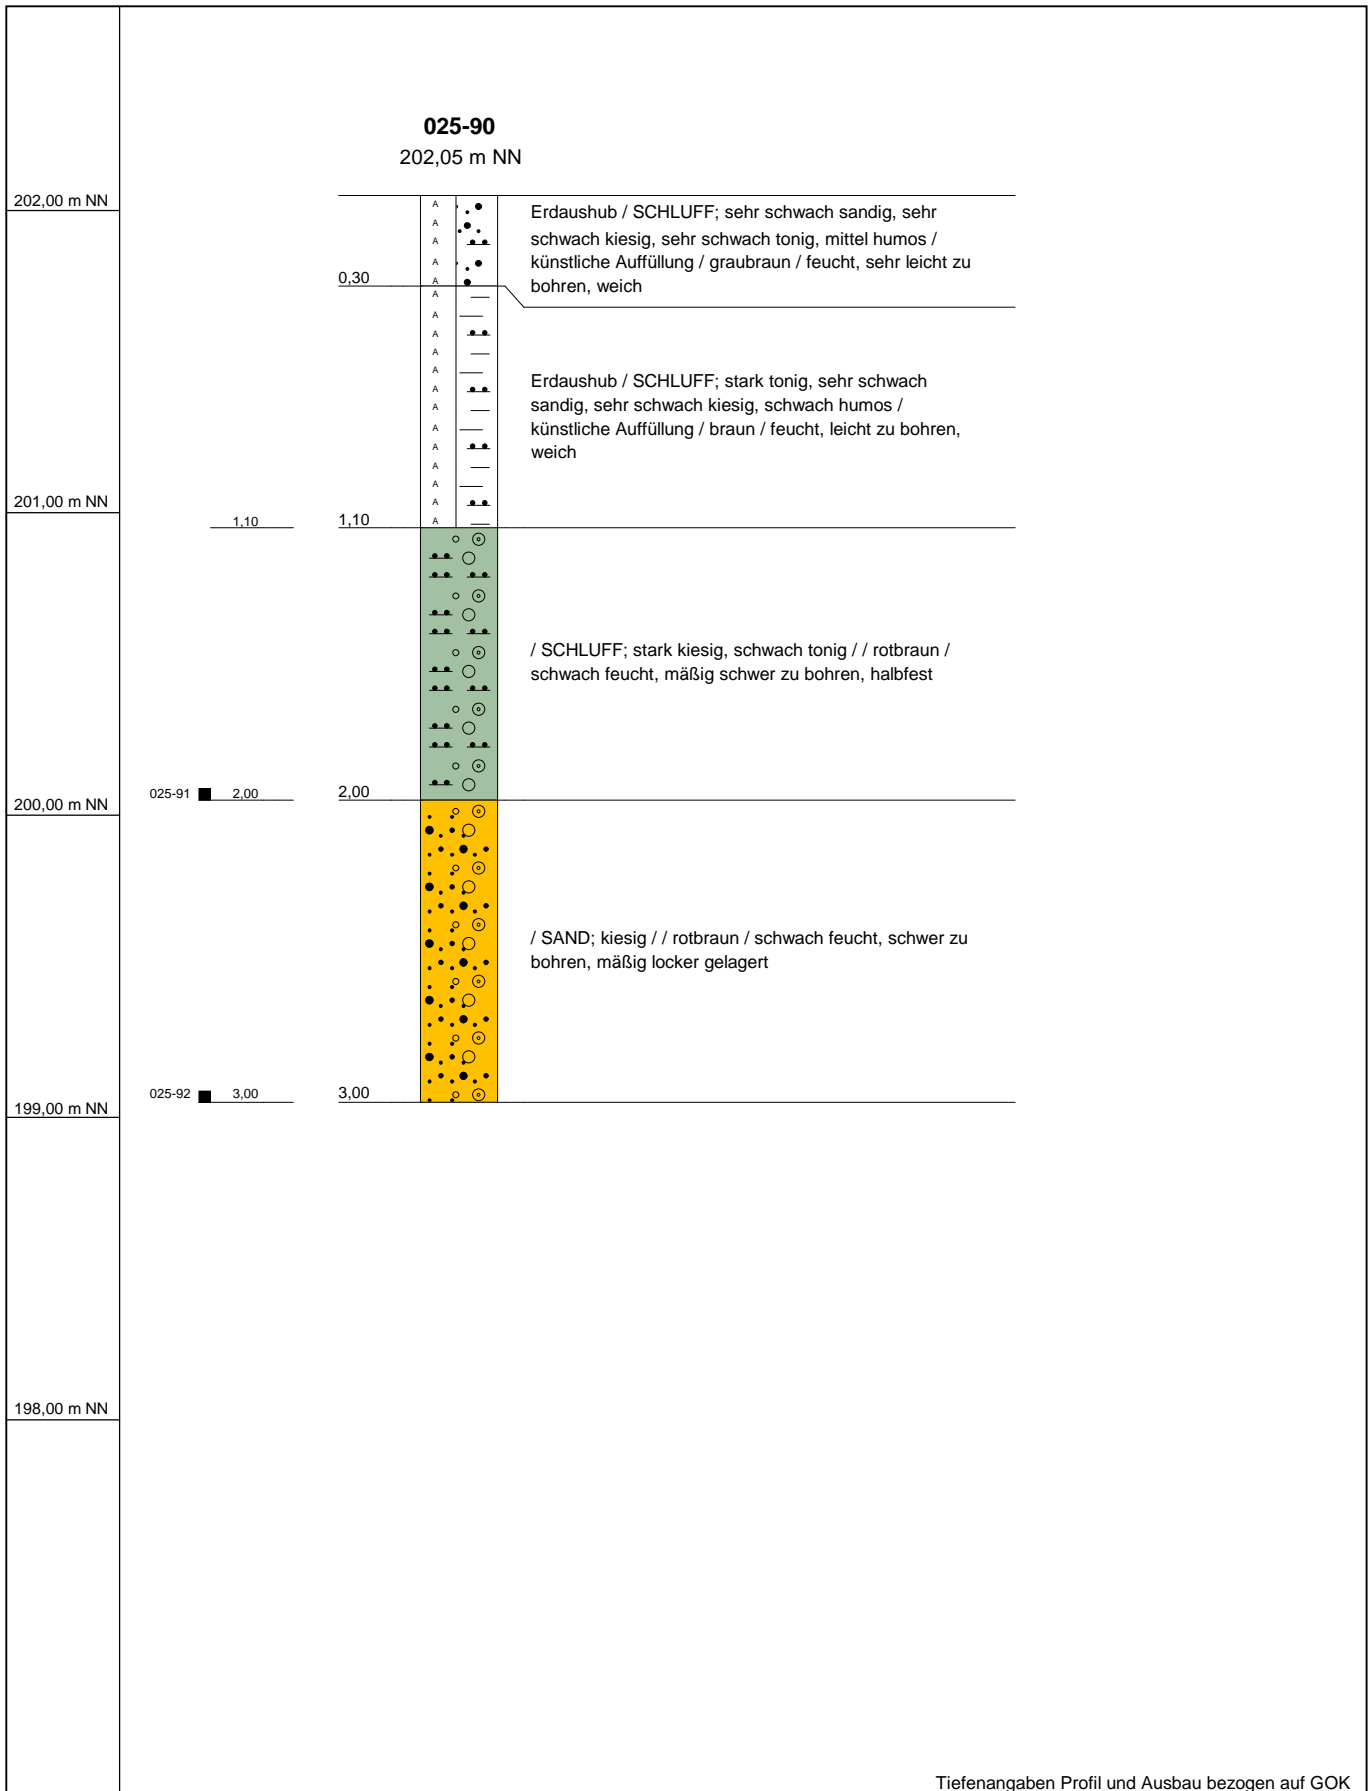 025-90
202,05 m NN
202,00 m NN
A
A
A
A
A
Erdaushub / SCHLUFF; sehr schwach sandig, sehr
schwach kiesig, sehr schwach tonig, mittel humos /
künstliche Auffüllung / graubraun / feucht, sehr leicht zu
bohren, weich
0,30
A
A
A
A
A
A
A
A
A
A
A
A
A
Erdaushub / SCHLUFF; stark tonig, sehr schwach
sandig, sehr schwach kiesig, schwach humos /
künstliche Auffüllung / braun / feucht, leicht zu bohren,
weich
201,00 m NN
1,10 1,10
/ SCHLUFF; stark kiesig, schwach tonig / / rotbraun /
schwach feucht, mäßig schwer zu bohren, halbfest
200,00 m NN
025-91 2,00 2,00
/ SAND; kiesig / / rotbraun / schwach feucht, schwer zu
bohren, mäßig locker gelagert
199,00 m NN
025-92 3,00 3,00
198,00 m NN
Tiefenangaben Profil und Ausbau bezogen auf GOK